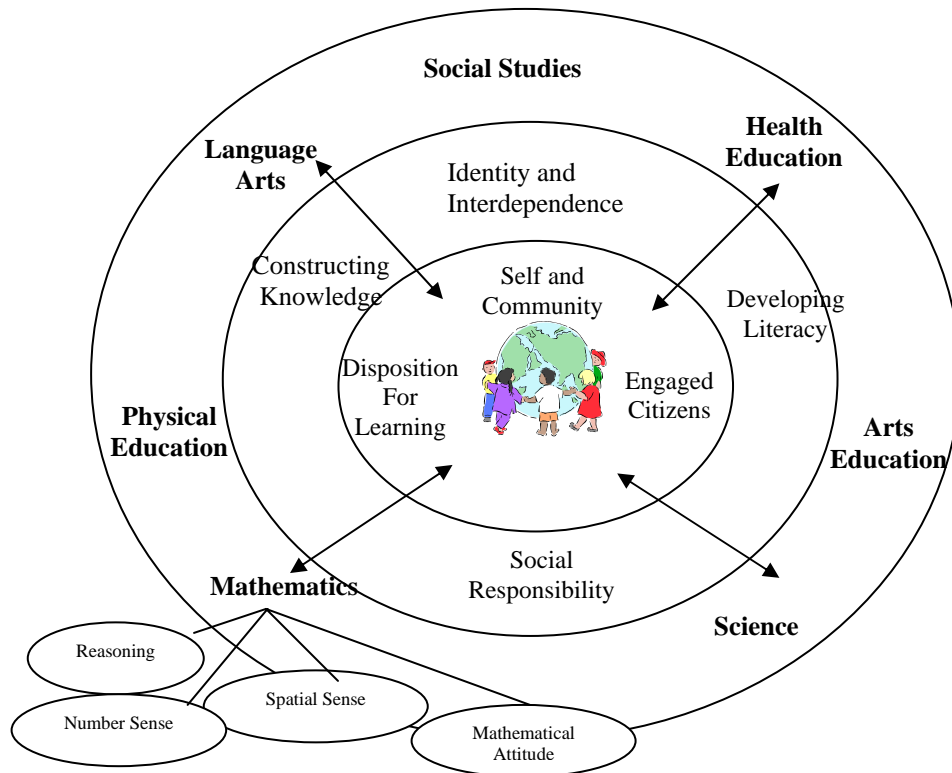 Social Studies
Health
Education
Language
Arts
Identity and
Interdependence
Constructing
Knowledge
Self and
Community
Developing
Literacy
Disposition
For
Learning
Engaged
Citizens
Physical
Education
Arts
Education
Social
Responsibility
Mathematics
Science
Reasoning
Spatial Sense
Number Sense
Mathematical
Attitude